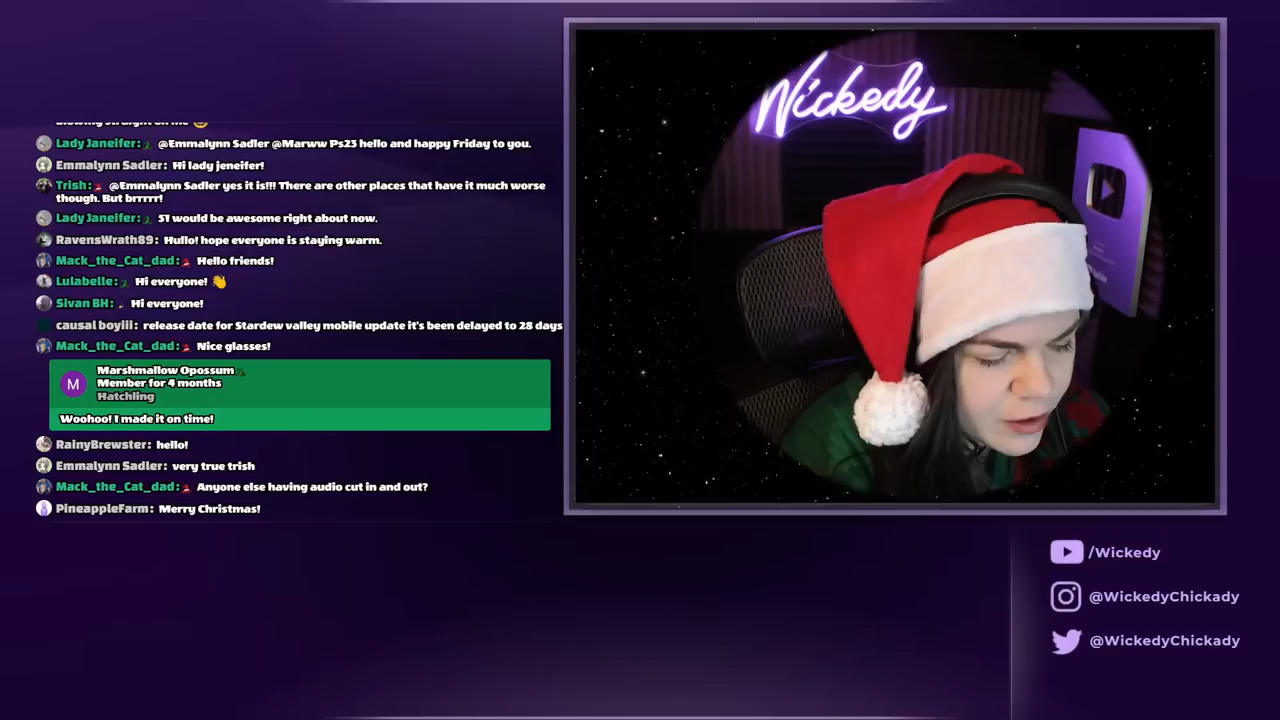 blowing straight on me
Lady Janeifer: @Emmalynn Sadler @Marww Ps23 hello and happy Friday to you.
Emmalynn Sadler: Hi lady jeneifer!
Trish: @Emmalynn Sadler yes it is!!! There are other places that have it much worse
though. But brrrrr!
Lady Janeifer: 51 would be awesome right about now.
RavensWrath89: Hullo! hope everyone is staying warm.
Mack_the_Cat_dad: Hello friends!
Lulabelle: Hi everyone! 👋
Sivan BH: Hi everyone!
causal boyiii: release date for Stardew valley mobile update it's been delayed to 28 days
Mack_the_Cat_dad: Nice glasses!
M
Marshmallow Opossum
Member for 4 months
Hatchling
Woohoo! I made it on time!
RainyBrewster: hello!
Emmalynn Sadler: very true trish
Mack_the_Cat_dad: Anyone else having audio cut in and out?
PineappleFarm: Merry Christmas!
Wickedy
/Wickedy
@WickedyChickady
@WickedyChickady